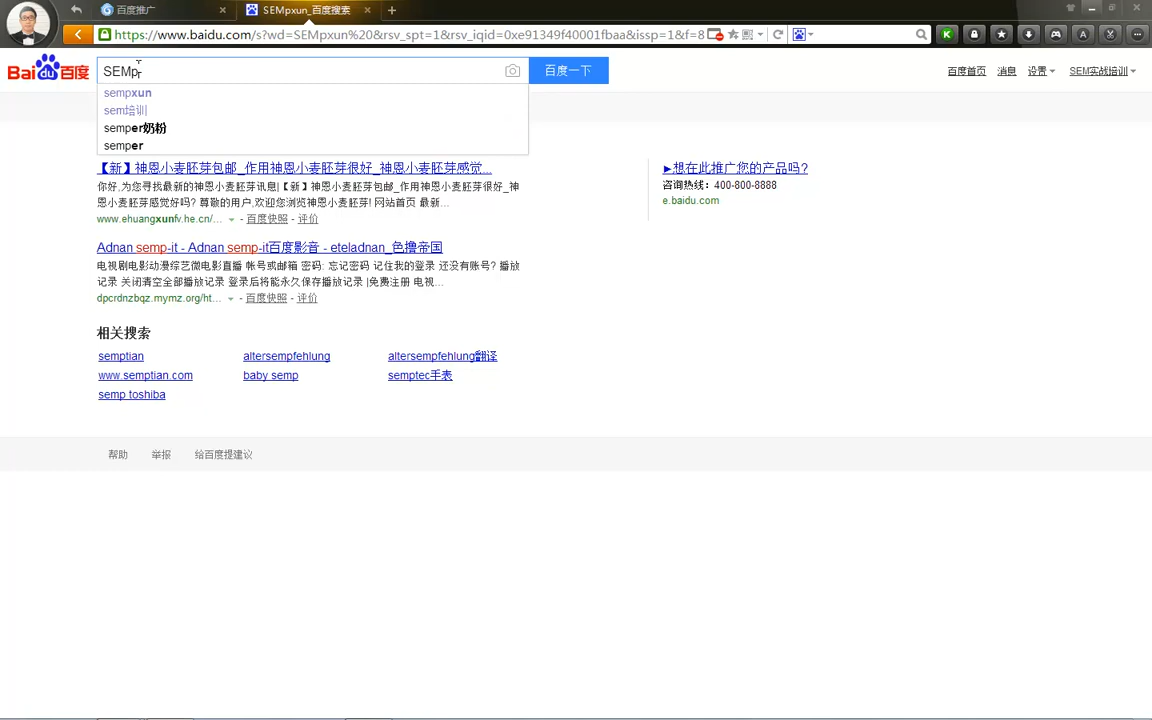 百度推广
SEMpxun_百度搜索
https://www.baidu.com/s?wd=SEMpxun%20&rsv_spt=1&rsv_iqid=0xe91349f40001fbaa&issp=1&f=8
Bai百度
SEMp
百度一下
百度首页 消息 设置 SEM实战培训
sempxun
sem培训
semper奶粉
semper
【新】神恩小麦胚芽包邮_作用神恩小麦胚芽很好_神恩小麦胚芽感觉...
你好,为您寻找最新的神恩小麦胚芽讯息|【新】神恩小麦胚芽包邮_作用神恩小麦胚芽很好_神
恩小麦胚芽感觉好吗? 尊敬的用户,欢迎您浏览神恩小麦胚芽! 网站首页 最新...
www.ehuangxunfv.he.cn/... - 百度快照 - 评价
Adnan semp-it - Adnan semp-it百度影音 - eteladnan_色撸帝国
电视剧电影动漫综艺微电影直播 帐号或邮箱 密码: 忘记密码 记住我的登录 还没有账号? 播放
记录 关闭清空全部播放记录 登录后将能永久保存播放记录 |免费注册 电视...
dpcrdnzbqz.mymz.org/ht... - 百度快照 - 评价
►想在此推广您的产品吗?
咨询热线：400-800-8888
e.baidu.com
相关搜索
semptian altersempfehlung altersempfehlung翻译
www.semptian.com baby semp semptec手表
semp toshiba
帮助 举报 给百度提建议